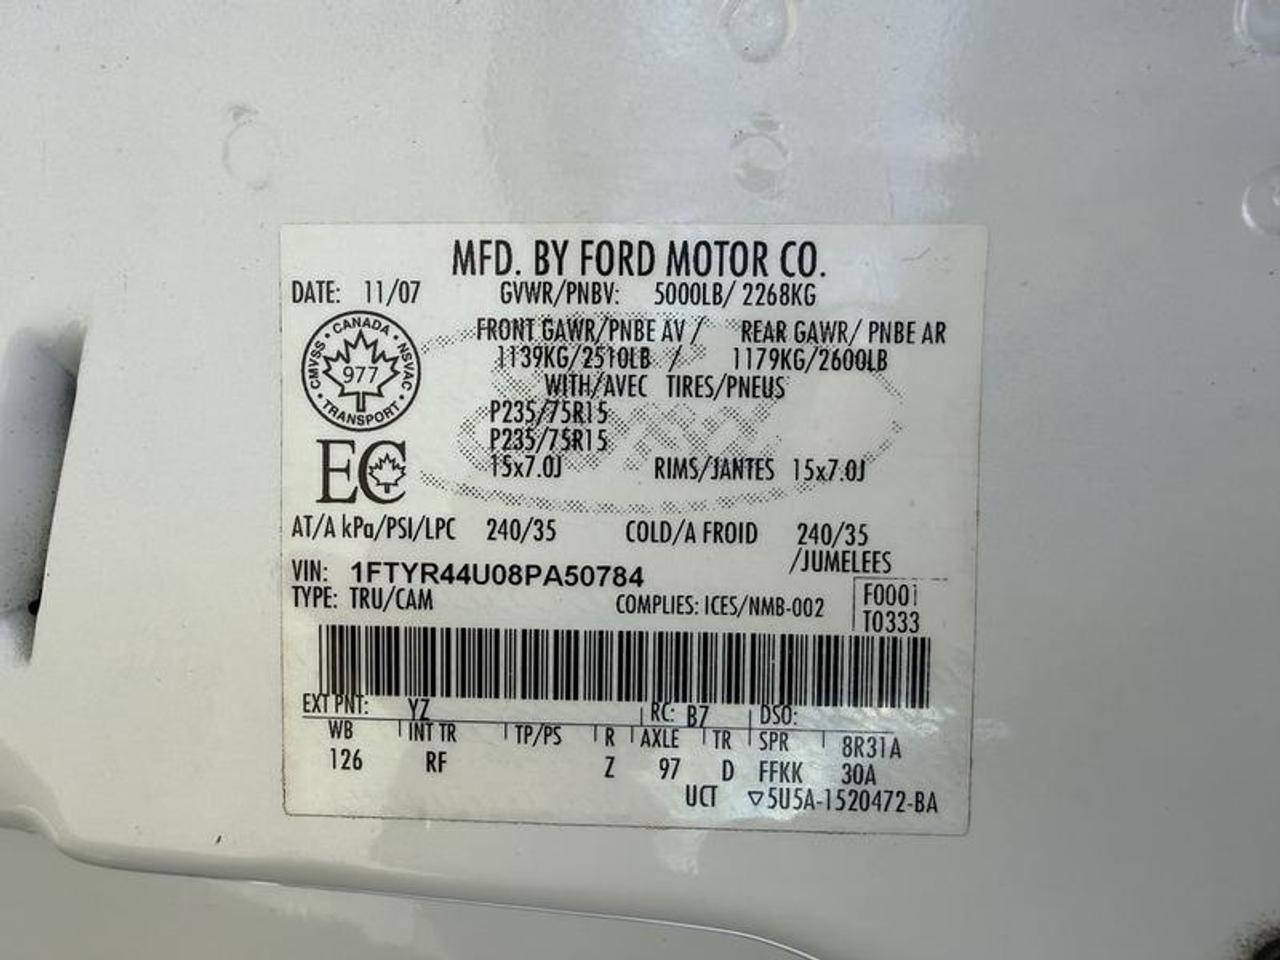 MFD. BY FORD MOTOR CO.
DATE: 11/07 GVWR/PNBV: 5000LB/ 2268KG
FRONT GAWR/PNBE AV / REAR GAWR/ PNBE AR
1139KG/2510LB / 1179KG/2600LB
WITH/AVEC TIRES/PNEUS
CANADA • NSVAC • TRANSPORT • CMVSS •
977
P235/75R15
P235/75R15
15x7.0J RIMS/JANTES 15x7.0J
EC
AT/A kPa/PSI/LPC 240/35 COLD/A FROID 240/35
/JUMELEES
VIN: 1FTYR44U08PA50784
TYPE: TRU/CAM COMPLIES: ICES/NMB-002
F0001
T0333
EXT PNT: YZ RC: B7 DSO:
WB INT TR TP/PS R AXLE TR SPR 8R31A
126 RF Z 97 D FFKK 30A
UCT ▽5U5A-1520472-BA